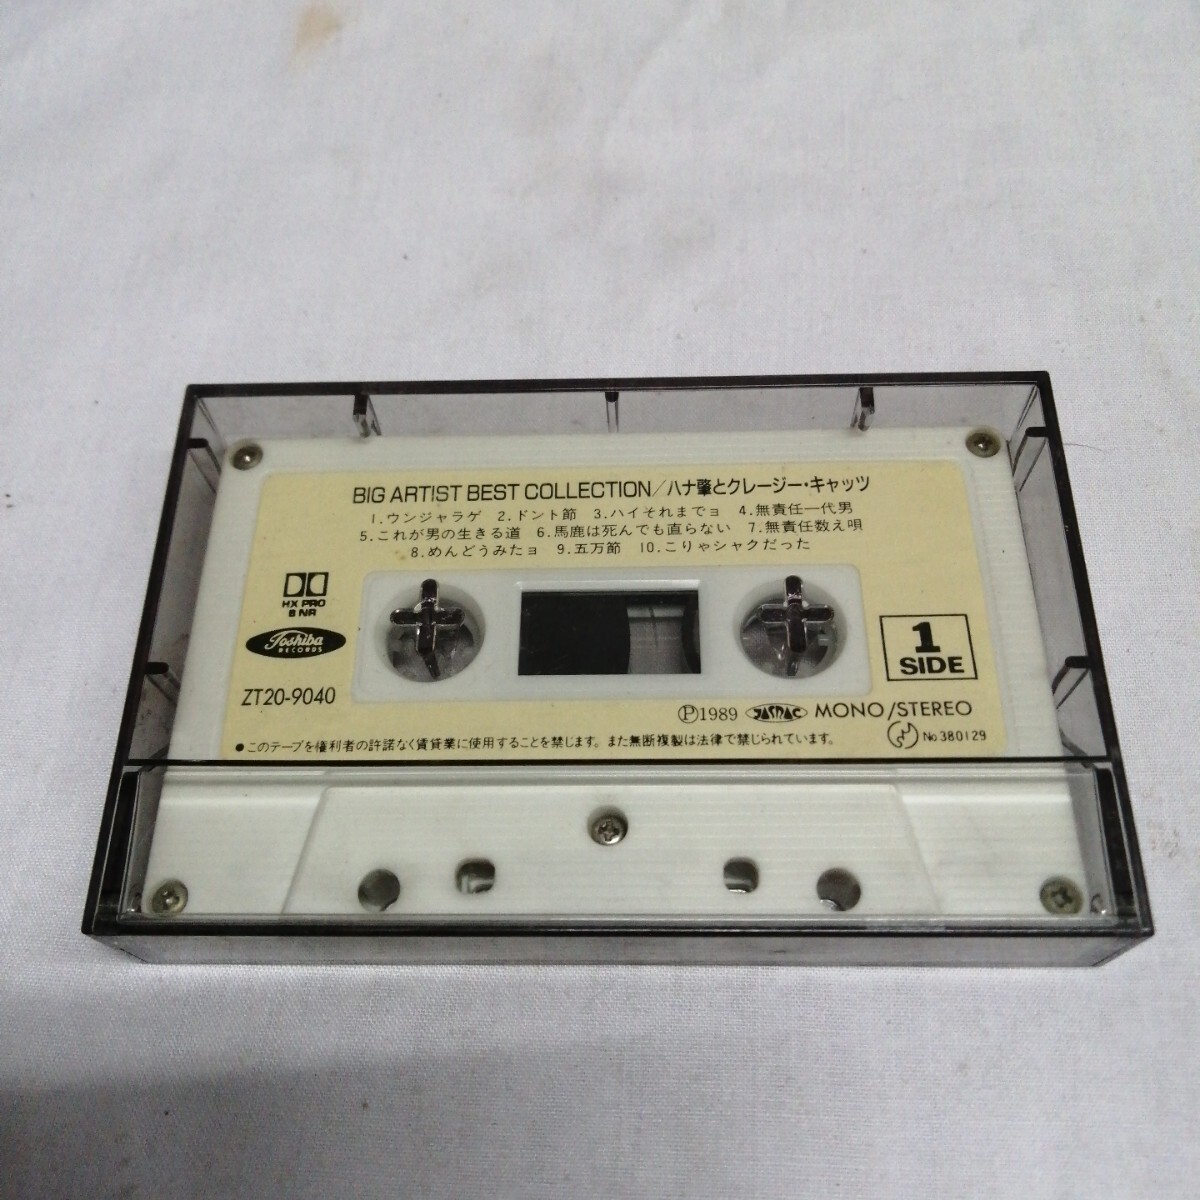 BIG ARTIST BEST COLLECTION/ハナ肇とクレージー・キャッツ
1.ウンジャラゲ 2.ドント節 3.ハイそれまでョ 4.無責任一代男
5.これが男の生きる道 6.馬鹿は死んでも直らない 7.無責任数え唄
8.めんどうみたョ 9.五万節 10.こりゃシャクだった
HX PRO
B NR
Toshiba
RECORDS
ZT20-9040
1
SIDE
Ⓟ1989 JASRAC MONO/STEREO
●このテープを権利者の許諾なく賃貸業に使用することを禁じます。また無断複製は法律で禁じられています。
No.380129